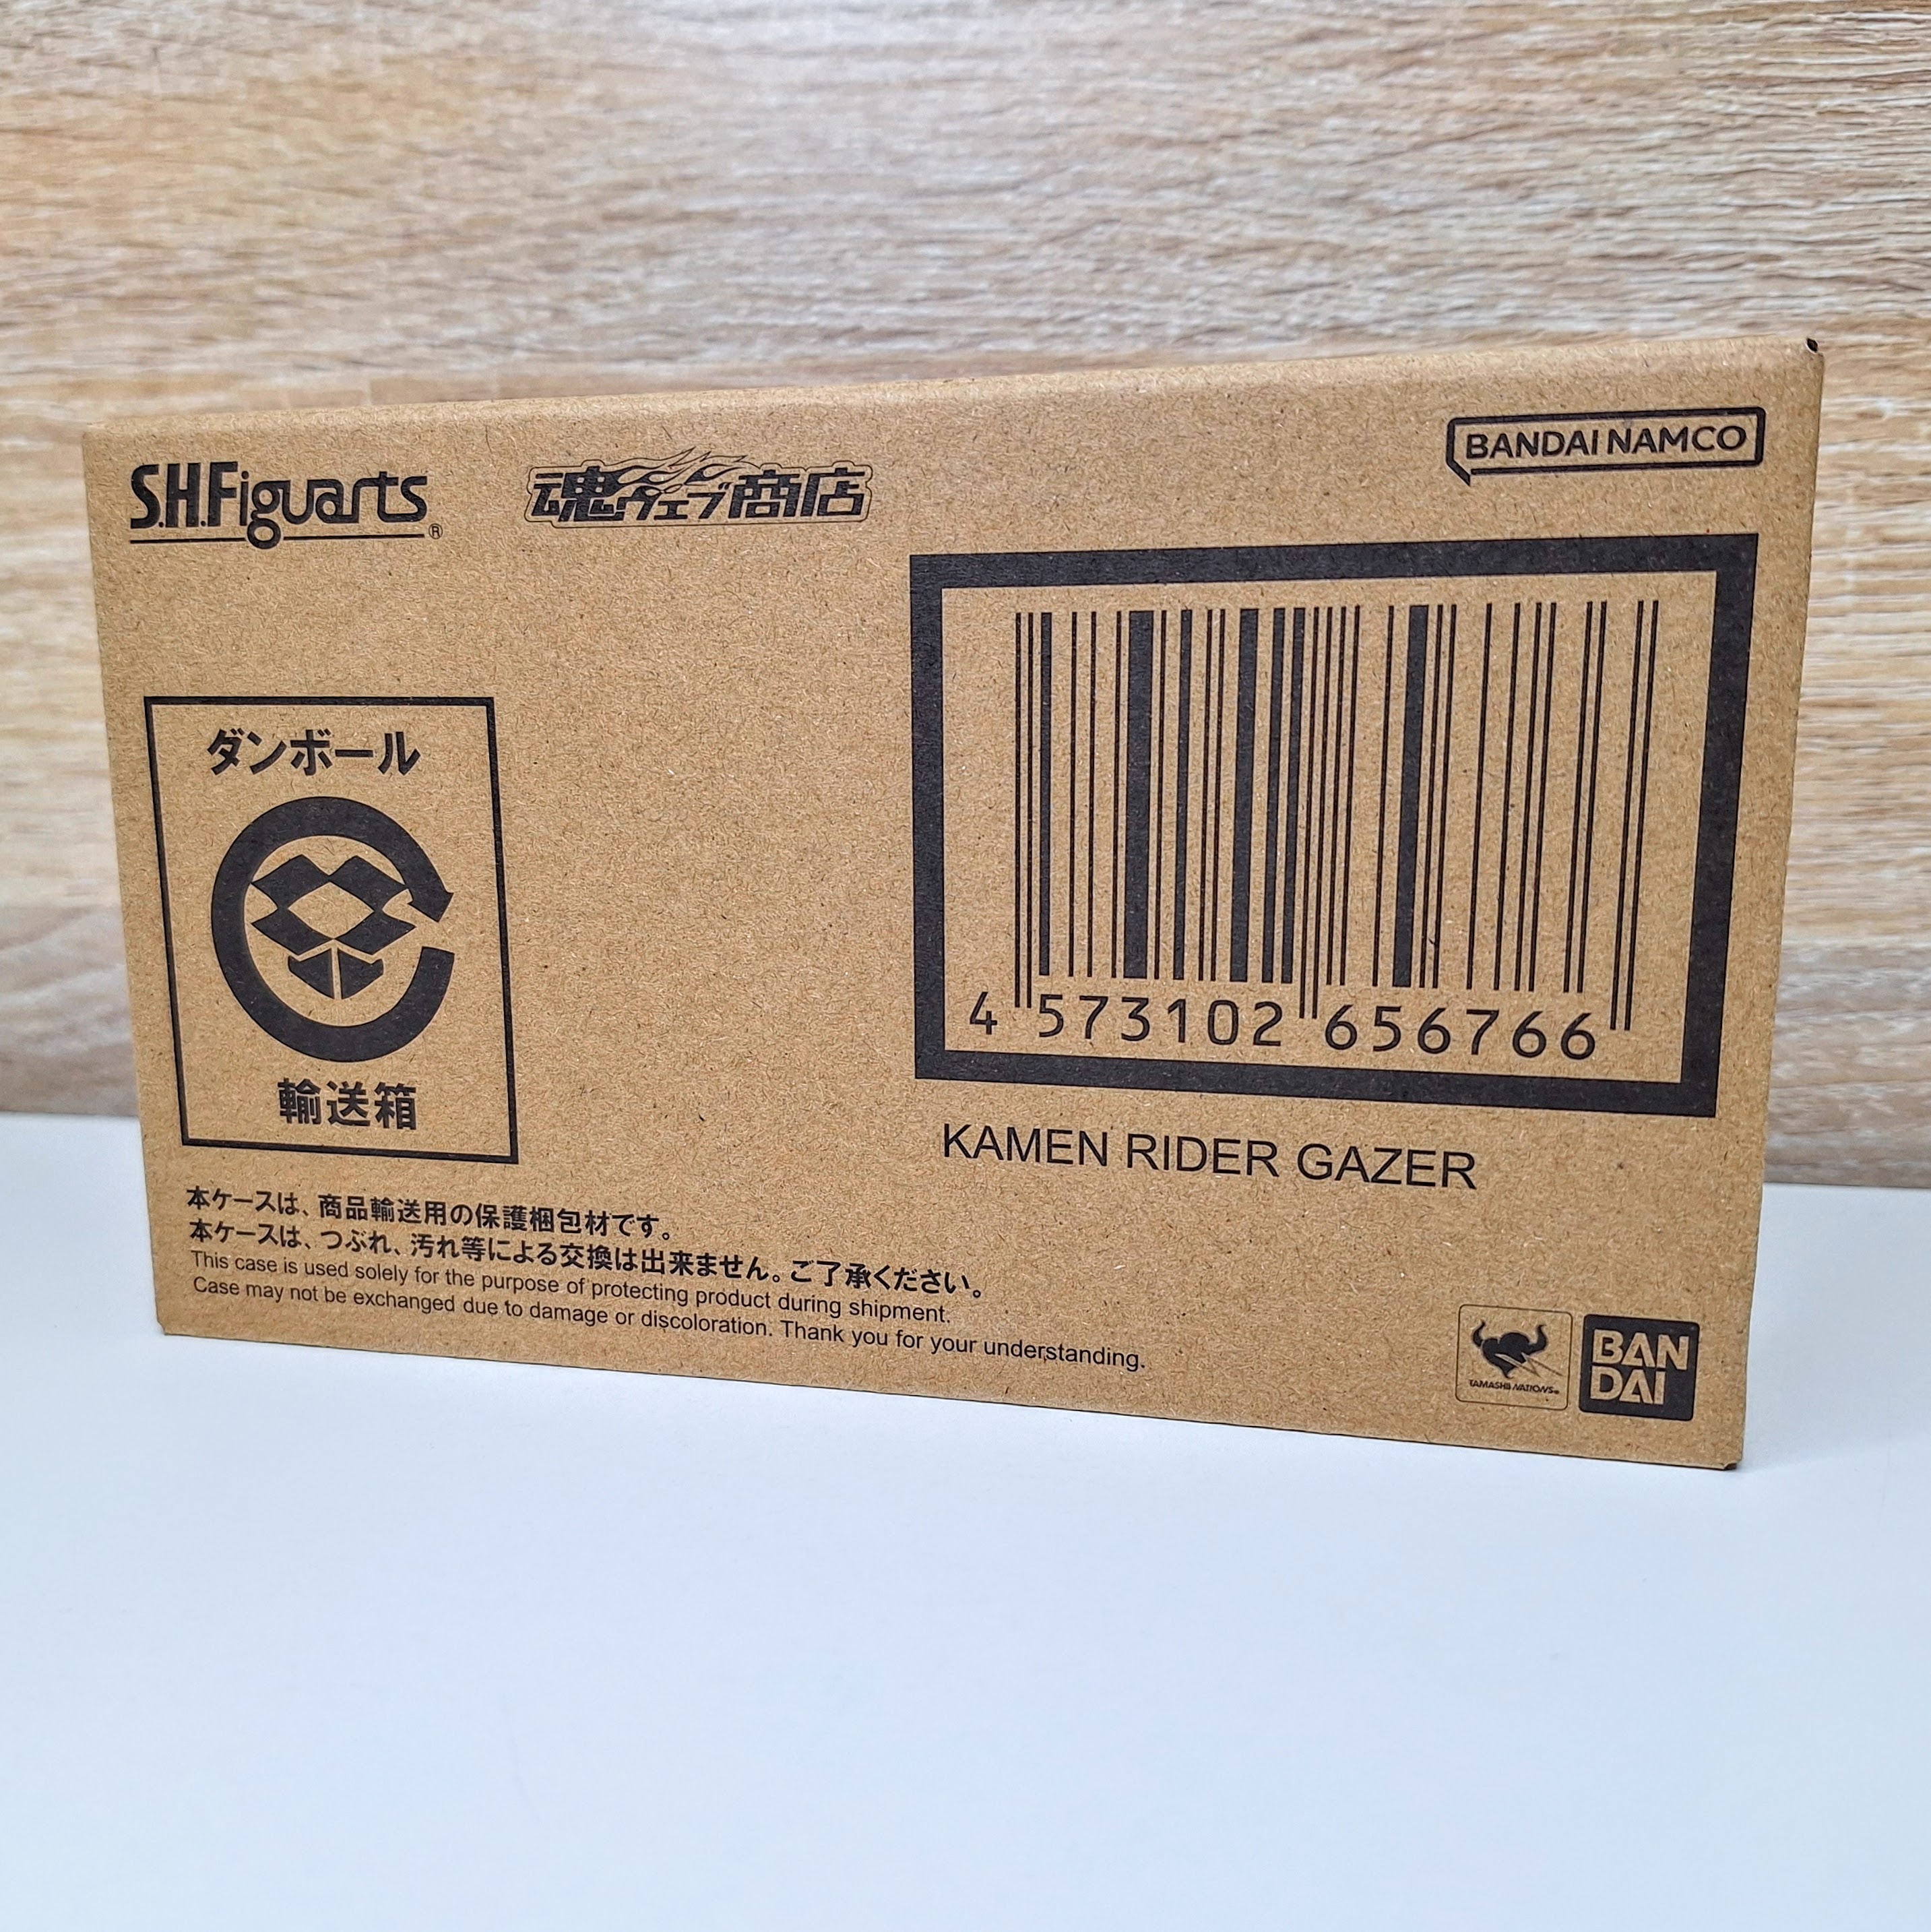 S.H.Figuarts®
魂ウェブ商店
BANDAI NAMCO
ダンボール
輸送箱
4 573102 656766
KAMEN RIDER GAZER
本ケースは、商品輸送用の保護梱包材です。
本ケースは、つぶれ、汚れ等による交換は出来ません。ご了承ください。
This case is used solely for the purpose of protecting product during shipment.
Case may not be exchanged due to damage or discoloration. Thank you for your understanding.
TAMASHII NATIONS®
BAN
DAI